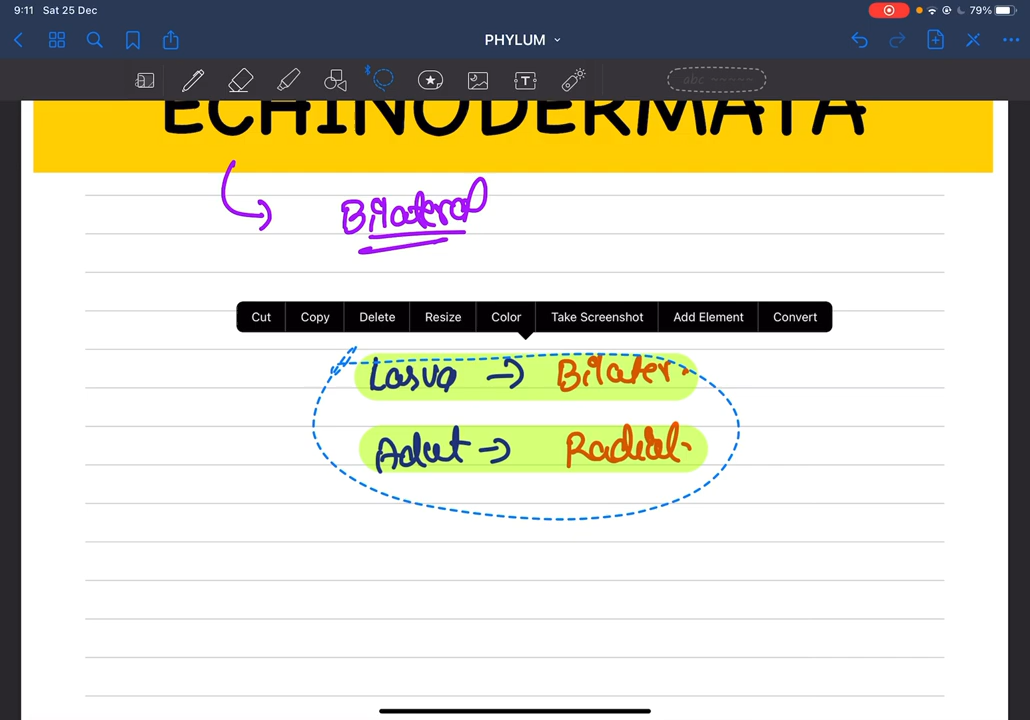 9:11 Sat 25 Dec 79%
PHYLUM
T
abc
ECHINODERMATA
Bilateral
Cut Copy Delete Resize Color Take Screenshot Add Element Convert
Larva → Bilater.
Adult → Radial.